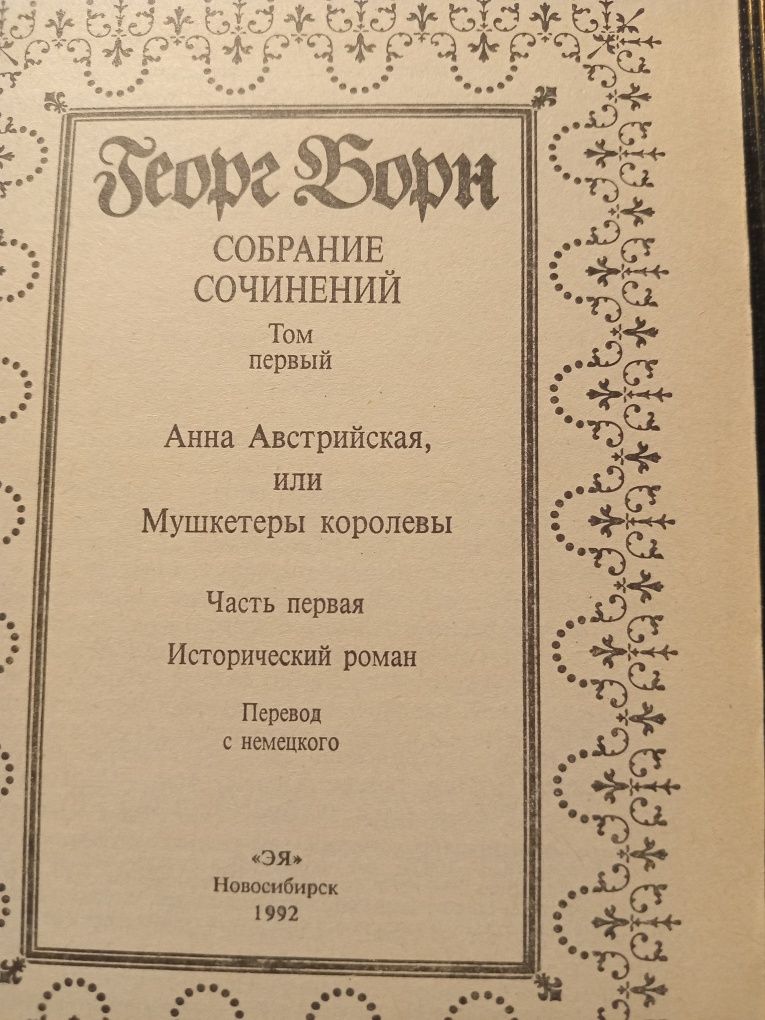 Георг Борн
СОБРАНИЕ
СОЧИНЕНИЙ
Том
первый
Анна Австрийская,
или
Мушкетеры королевы
Часть первая
Исторический роман
Перевод
с немецкого
«ЭЯ»
Новосибирск
1992